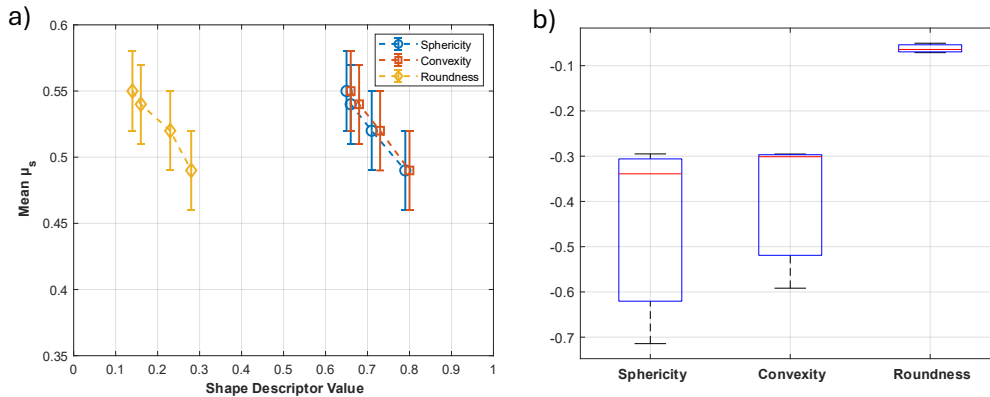 a)
0.6
0.55
0.5
0.45
0.4
0.35
Mean μs
0 0.1 0.2 0.3 0.4 0.5 0.6 0.7 0.8 0.9 1
Shape Descriptor Value
Sphericity
Convexity
Roundness
b)
-0.1
-0.3
-0.4
-0.5
-0.6
-0.7
Sphericity Convexity Roundness